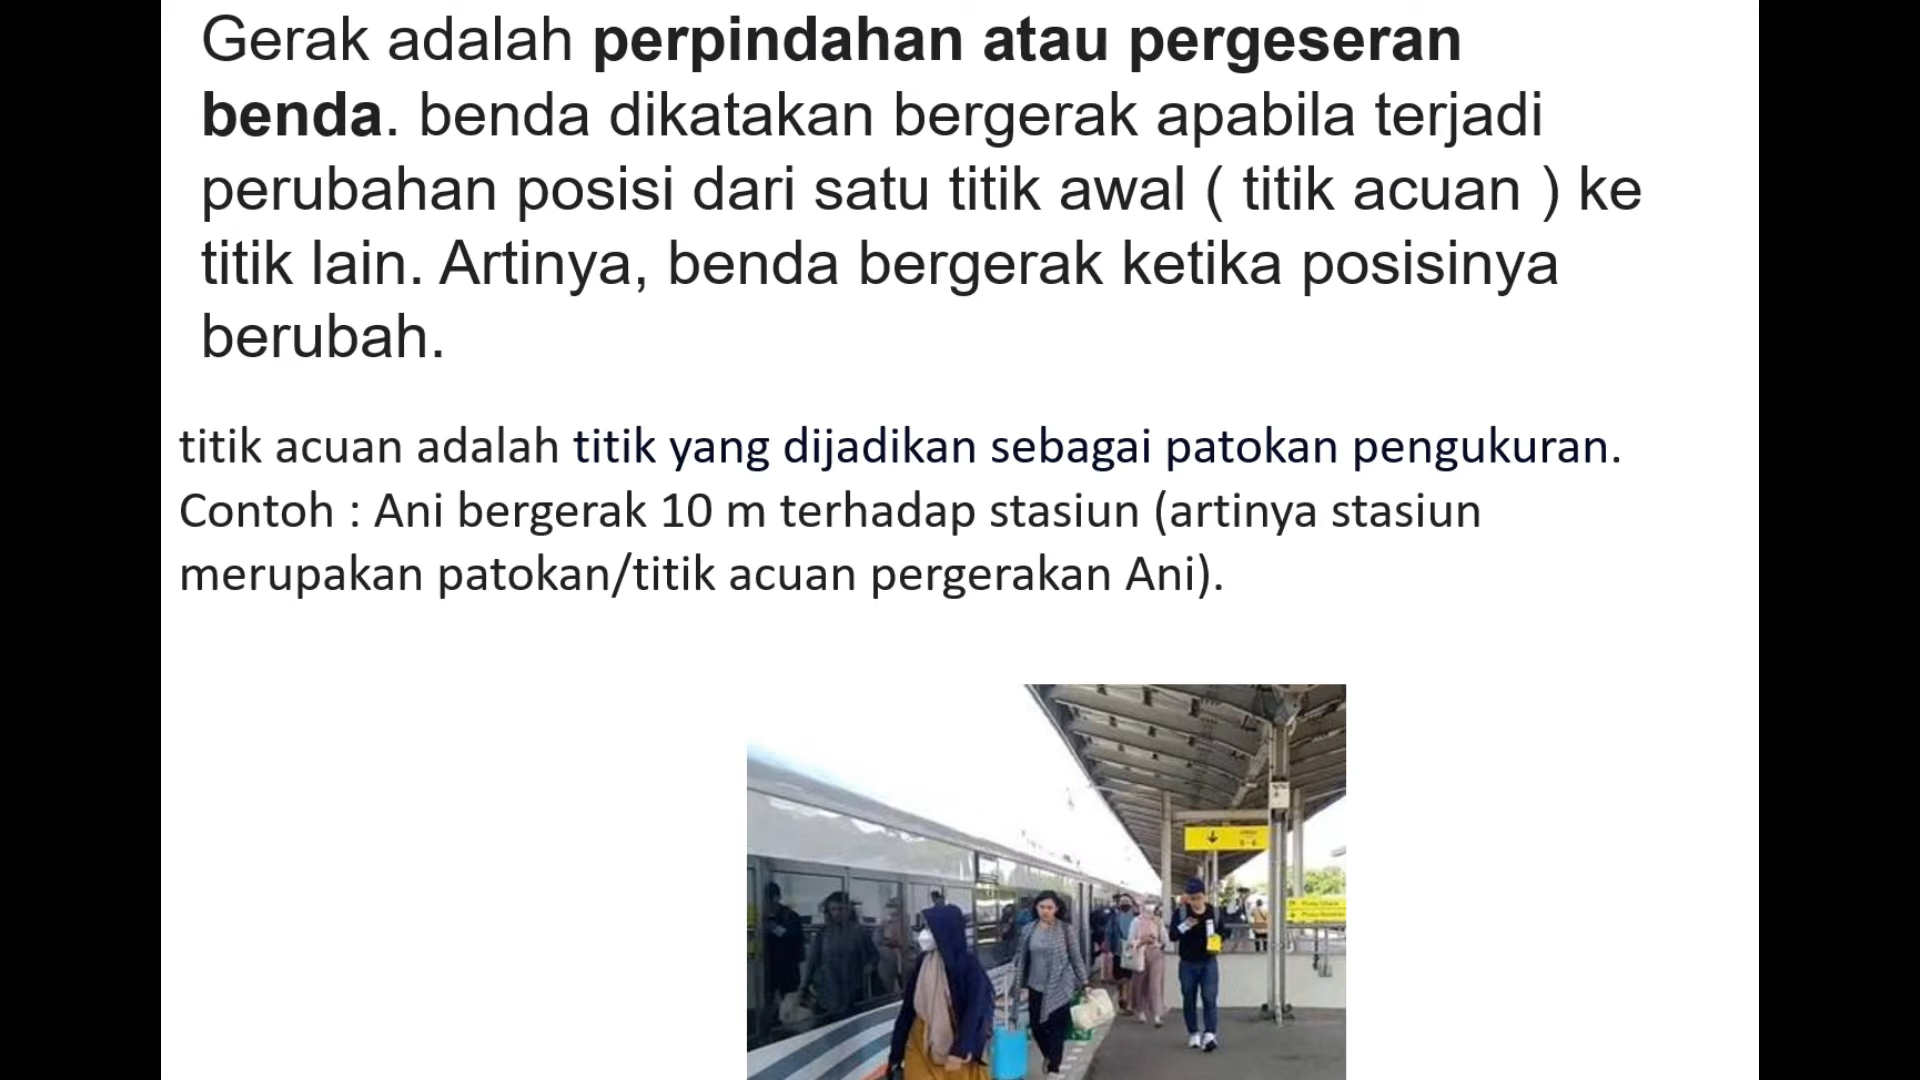 Gerak adalah perpindahan atau pergeseran
benda. benda dikatakan bergerak apabila terjadi
perubahan posisi dari satu titik awal ( titik acuan ) ke
titik lain. Artinya, benda bergerak ketika posisinya
berubah.
titik acuan adalah titik yang dijadikan sebagai patokan pengukuran.
Contoh : Ani bergerak 10 m terhadap stasiun (artinya stasiun
merupakan patokan/titik acuan pergerakan Ani).